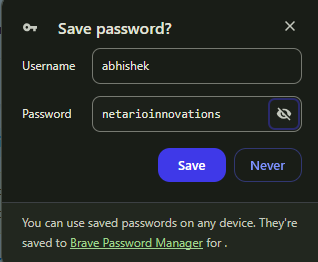 Save password?
Username abhishek
Password netarioinnovations
Save Never
You can use saved passwords on any device. They're
saved to Brave Password Manager for .